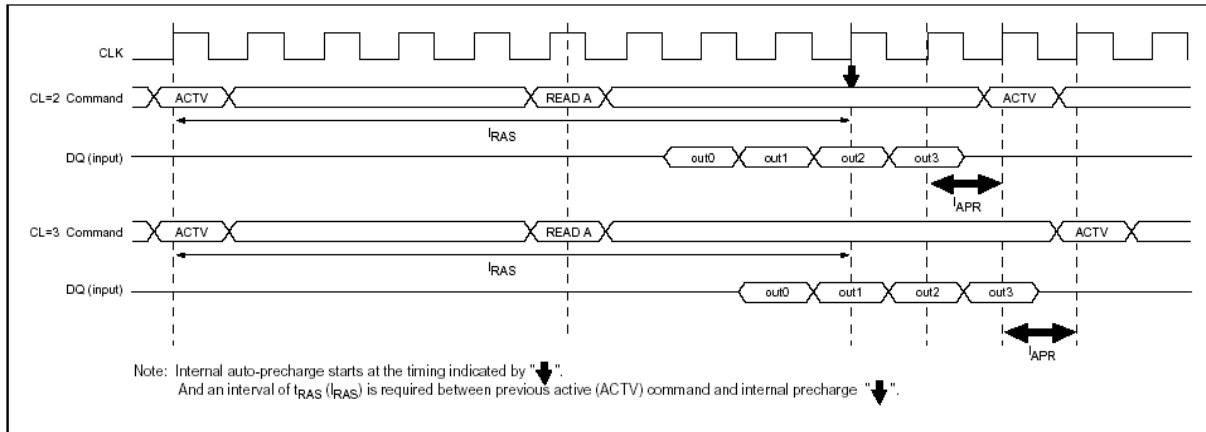 CLK
CL=2 Command ACTV READ A ACTV
lRAS
DQ (input) out0 out1 out2 out3
lAPR
CL=3 Command ACTV READ A ACTV
lRAS
DQ (input) out0 out1 out2 out3
lAPR
Note: Internal auto-precharge starts at the timing indicated by " ".
And an interval of tRAS (lRAS) is required between previous active (ACTV) command and internal precharge " ".